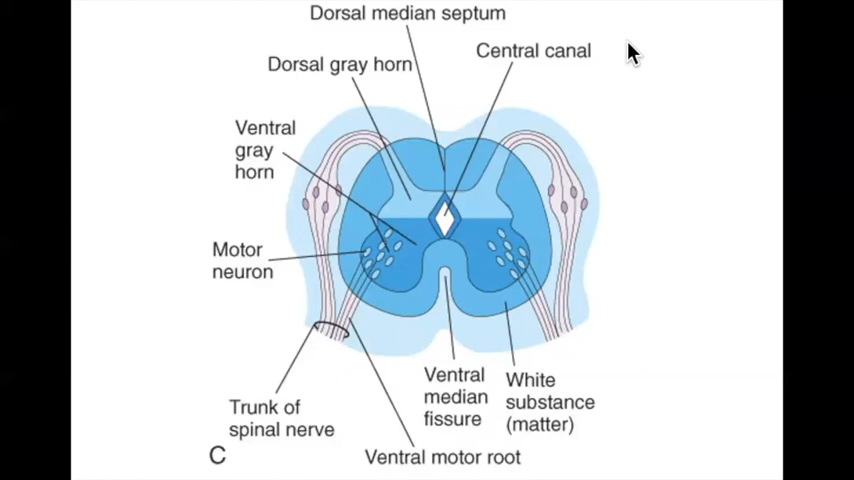 Dorsal median septum
Central canal
Dorsal gray horn
Ventral
gray
horn
Motor
neuron
Ventral
median
fissure
White
substance
(matter)
Trunk of
spinal nerve
Ventral motor root
C